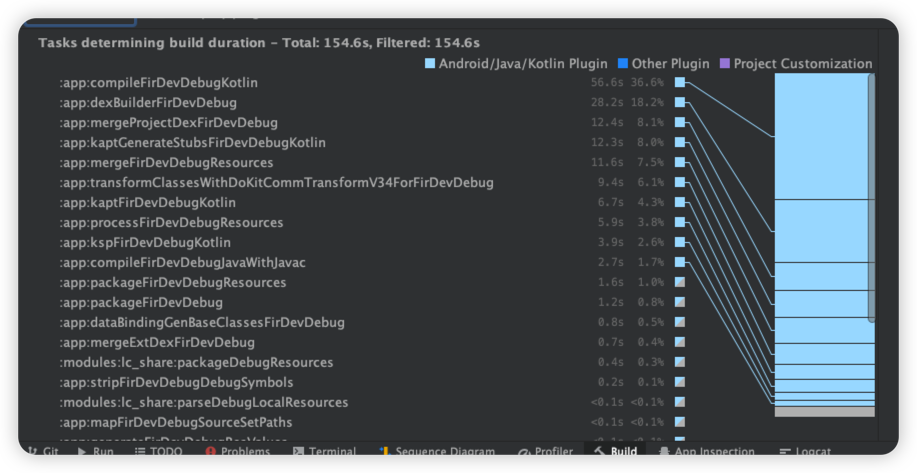 Tasks determining build duration – Total: 154.6s, Filtered: 154.6s
Android/Java/Kotlin Plugin Other Plugin Project Customization
:app:compileFirDevDebugKotlin 56.6s 36.6%
:app:dexBuilderFirDevDebug 28.2s 18.2%
:app:mergeProjectDexFirDevDebug 12.4s 8.1%
:app:kaptGenerateStubsFirDevDebugKotlin 12.3s 8.0%
:app:mergeFirDevDebugResources 11.6s 7.5%
:app:transformClassesWithDoKitCommTransformV34ForFirDevDebug 9.4s 6.1%
:app:kaptFirDevDebugKotlin 6.7s 4.3%
:app:processFirDevDebugResources 5.9s 3.8%
:app:kspFirDevDebugKotlin 3.9s 2.6%
:app:compileFirDevDebugJavaWithJavac 2.7s 1.7%
:app:packageFirDevDebugResources 1.6s 1.0%
:app:packageFirDevDebug 1.2s 0.8%
:app:dataBindingGenBaseClassesFirDevDebug 0.8s 0.5%
:app:mergeExtDexFirDevDebug 0.7s 0.4%
:modules:lc_share:packageDebugResources 0.4s 0.3%
:app:stripFirDevDebugDebugSymbols 0.2s 0.1%
:modules:lc_share:parseDebugLocalResources <0.1s <0.1%
:app:mapFirDevDebugSourceSetPaths <0.1s <0.1%
Git Run TODO Problems Terminal Sequence Diagram Profiler Build App Inspection Logcat